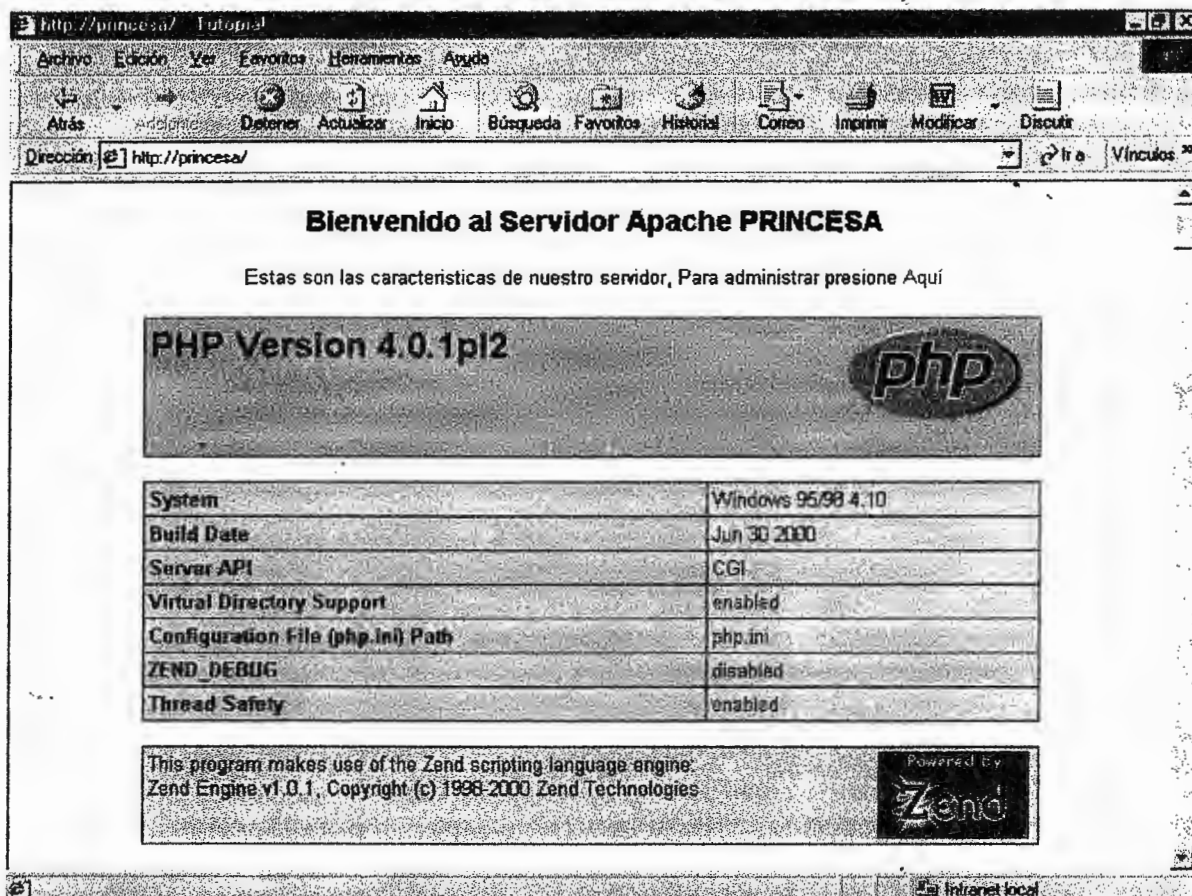 http://princesa/ Tutorial
Archivo Edición Ver Favoritos Herramientas Ayuda
Atrás Adelante Detener Actualizar Inicio Búsqueda Favoritos Historial Correo Imprimir Modificar Discutir
Dirección http://princesa/ Ir a Vínculos »
Bienvenido al Servidor Apache PRINCESA
Estas son las caracteristicas de nuestro servidor, Para administrar presione Aquí
PHP Version 4.0.1pl2
php
System Windows 95/98 4.10
Build Date Jun 30 2000
Server API CGI
Virtual Directory Support enabled
Configuration File (php.ini) Path php.ini
ZEND_DEBUG disabled
Thread Safety enabled
This program makes use of the Zend scripting language engine:
Zend Engine v1.0.1, Copyright (c) 1998-2000 Zend Technologies
Powered by
Zend
Intranet local